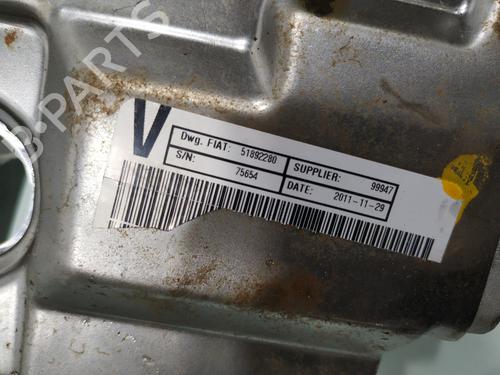 B-PARTS
V
Dwg. FIAT: 51892280
SUPPLIER: 99947
S/N: 75654
DATE: 2011-11-29